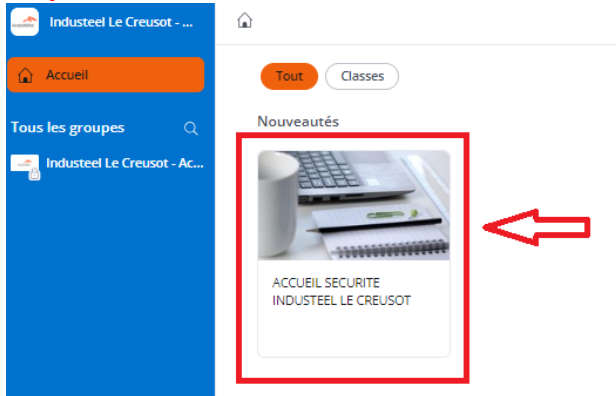 Industeel Le Creusot - ...
Accueil
Tout
Classes
Tous les groupes
Nouveautés
Industeel Le Creusot - Ac...
ACCUEIL SECURITE
INDUSTEEL LE CREUSOT